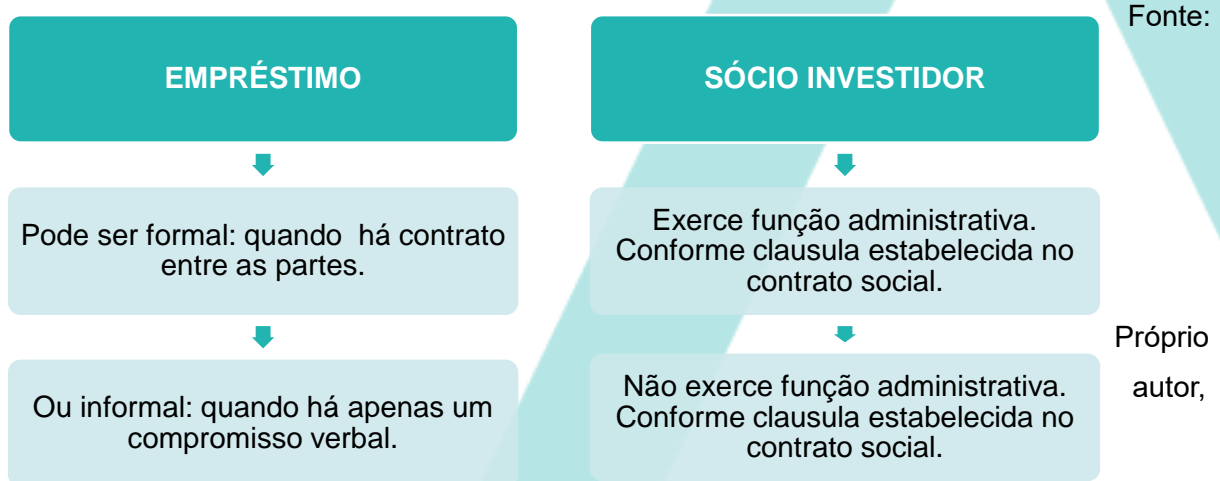 Fonte:
EMPRÉSTIMO
Pode ser formal: quando há contrato
entre as partes.
Ou informal: quando há apenas um
compromisso verbal.
SÓCIO INVESTIDOR
Exerce função administrativa.
Conforme clausula estabelecida no
contrato social.
Não exerce função administrativa.
Conforme clausula estabelecida no
contrato social.
Próprio
autor,